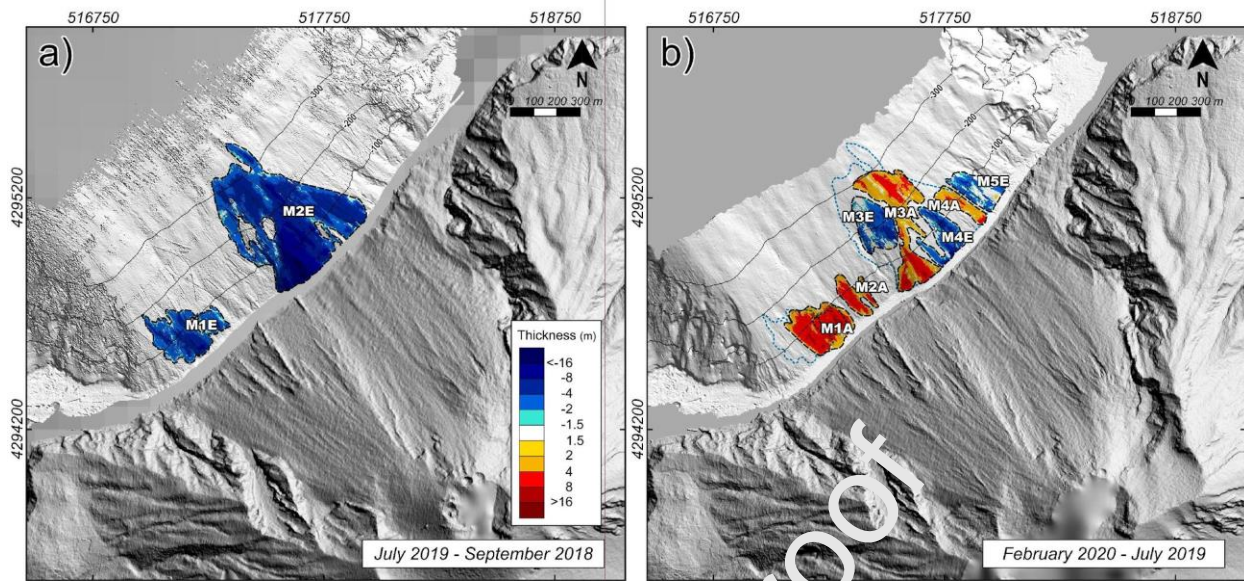 516750 517750 518750
a)
N
0 100 200 300 m
-300
-200
-100
4295200
4294200
M2E
M1E
Thickness (m)
<-16
-8
-4
-2
-1.5
1.5
2
4
8
>16
July 2019 - September 2018
516750 517750 518750
b)
N
0 100 200 300 m
-300
-200
-100
4295200
4294200
M5E
M4A
M3A
M3E
M4E
M2A
M1A
February 2020 - July 2019
oof